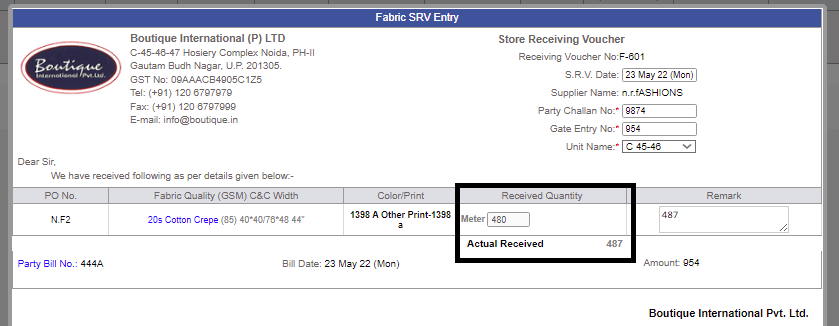 Fabric SRV Entry
Boutique
International Pvt. Ltd.
Boutique International (P) LTD
C-45-46-47 Hosiery Complex Noida, PH-II
Gautam Budh Nagar, U.P. 201305.
GST No: 09AAACB4905C1Z5
Tel: (+91) 120 6797979
Fax: (+91) 120 6797999
E-mail: info@boutique.in
Store Receiving Voucher
Receiving Voucher No:F-601
S.R.V. Date: 23 May 22 (Mon)
Supplier Name: n.r.fASHIONS
Party Challan No:* 9874
Gate Entry No:* 954
Unit Name:* C 45-46
Dear Sir,
We have received following as per details given below:-
PO No. Fabric Quality (GSM) C&C Width Color/Print Received Quantity Remark
N.F2 20s Cotton Crepe (85) 40*40/76*48 44" 1398 A Other Print-1398 a Meter 480 487
Actual Received 487
Party Bill No.: 444A Bill Date: 23 May 22 (Mon) Amount: 954
Boutique International Pvt. Ltd.